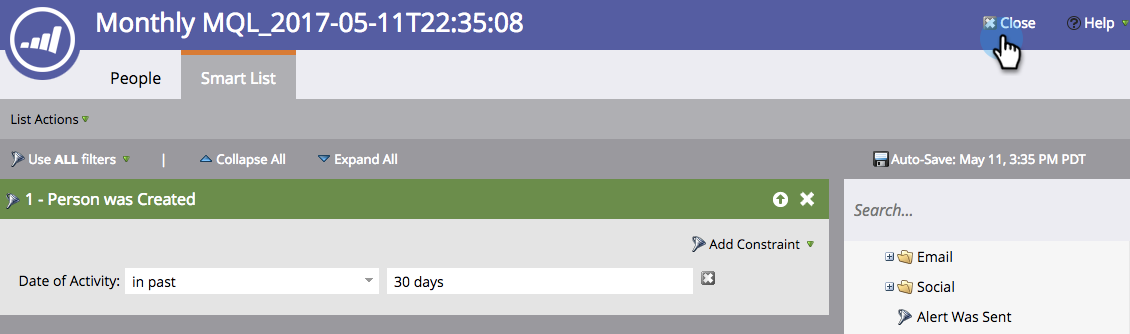 Monthly MQL_2017-05-11T22:35:08
Close
Help
People
Smart List
List Actions
Use ALL filters
|
Collapse All
Expand All
Auto-Save: May 11, 3:35 PM PDT
1 - Person was Created
Search...
Add Constraint
Email
Date of Activity: in past 30 days
Social
Alert Was Sent